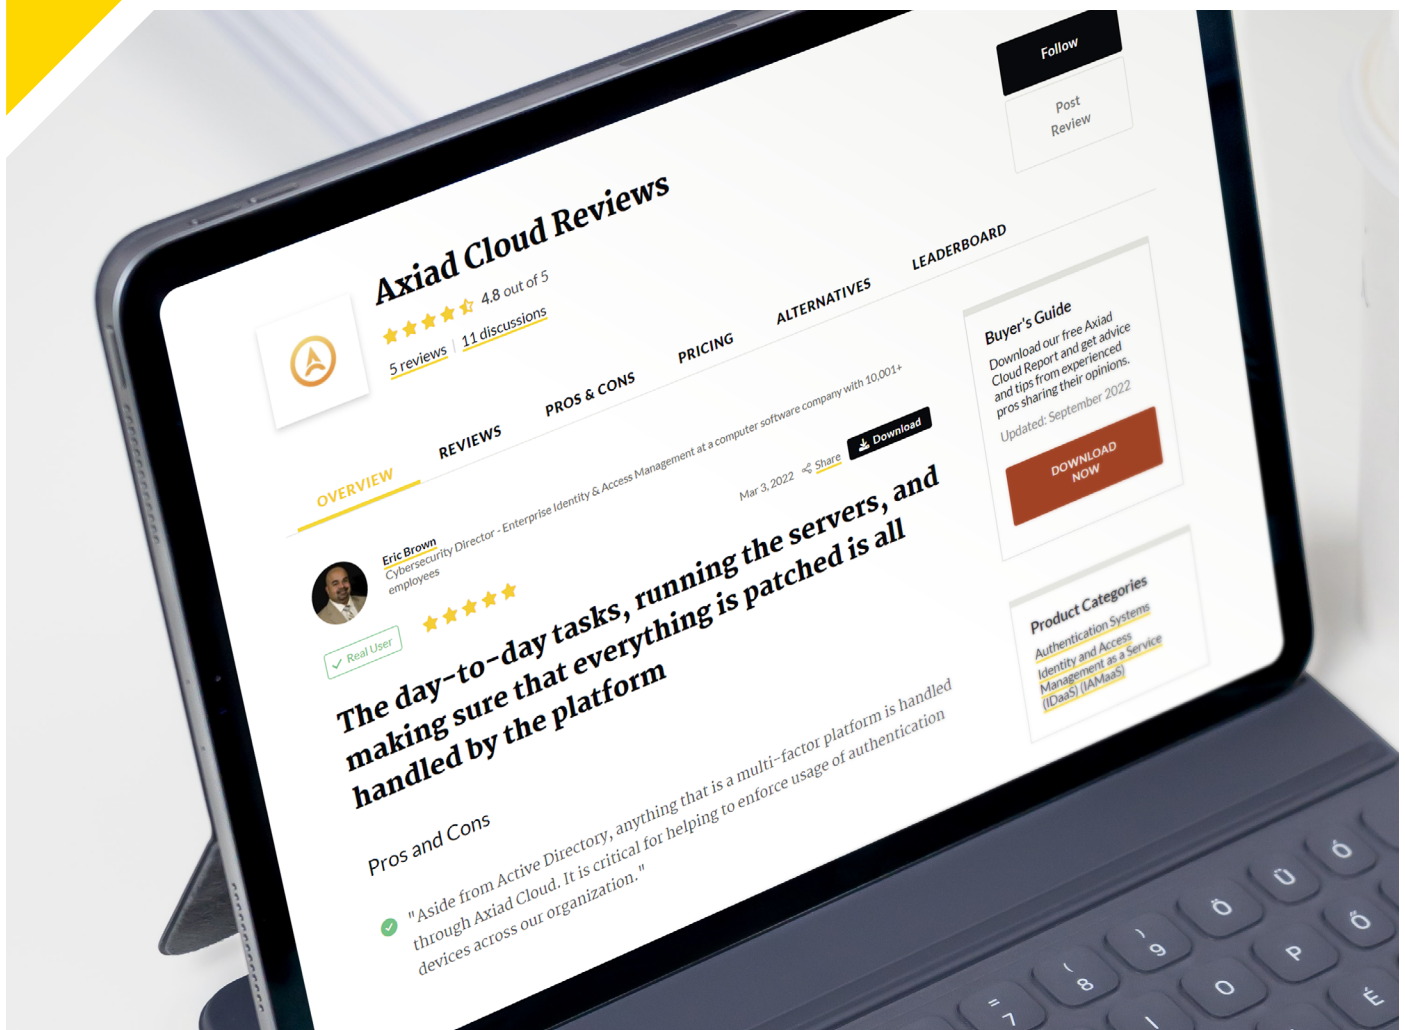 Follow
Post
Review
Axiad Cloud Reviews
4.8 out of 5
5 reviews | 11 discussions
OVERVIEW
REVIEWS
PROS & CONS
PRICING
ALTERNATIVES
LEADERBOARD
Eric Brown
Cybersecurity Director - Enterprise Identity & Access Management at a computer software company with 10,001+
employees
Real User
Mar 3, 2022
Share
Download
The day-to-day tasks, running the servers, and
making sure that everything is patched is all
handled by the platform
Pros and Cons
"Aside from Active Directory, anything that is a multi-factor platform is handled
through Axiad Cloud. It is critical for helping to enforce usage of authentication
devices across our organization."
Buyer's Guide
Download our free Axiad
Cloud Report and get advice
and tips from experienced
pros sharing their opinions.
Updated: September 2022
DOWNLOAD
NOW
Product Categories
Authentication Systems
Identity and Access
Management as a Service
(IDaaS) (IAMaaS)
= 7
( 8
) 9
Ö
Ü
Ó
I
O
P
Ő
É